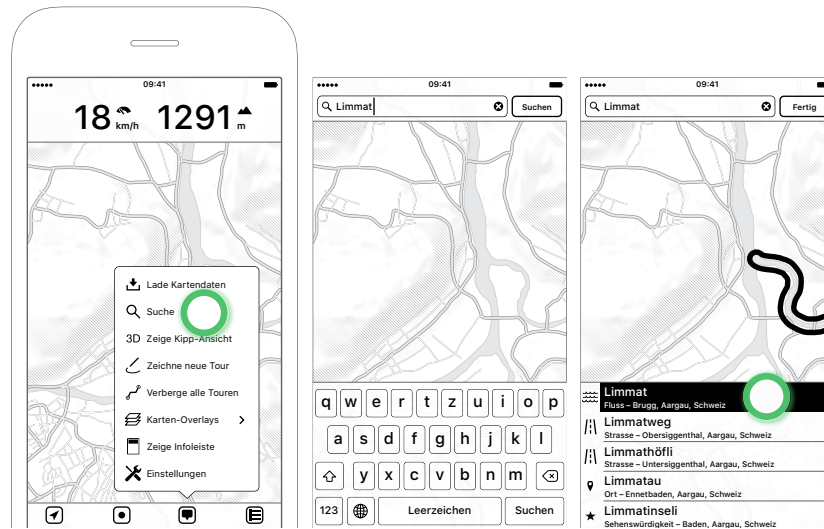 09:41
18 km/h 1291 m
Lade Kartendaten
Suche
3D Zeige Kipp-Ansicht
Zeichne neue Tour
Verberge alle Touren
Karten-Overlays
Zeige Infoleiste
Einstellungen
09:41
Limmat Suchen
q w e r t z u i o p
a s d f g h j k l
y x c v b n m
123 Leerzeichen Suchen
09:41
Limmat Fertig
Limmat
Fluss – Brugg, Aargau, Schweiz
Limmatweg
Strasse – Obersiggenthal, Aargau, Schweiz
Limmathöfli
Strasse – Untersiggenthal, Aargau, Schweiz
Limmatau
Ort – Ennetbaden, Aargau, Schweiz
Limmatinseli
Sehenswürdigkeit – Baden, Aargau, Schweiz